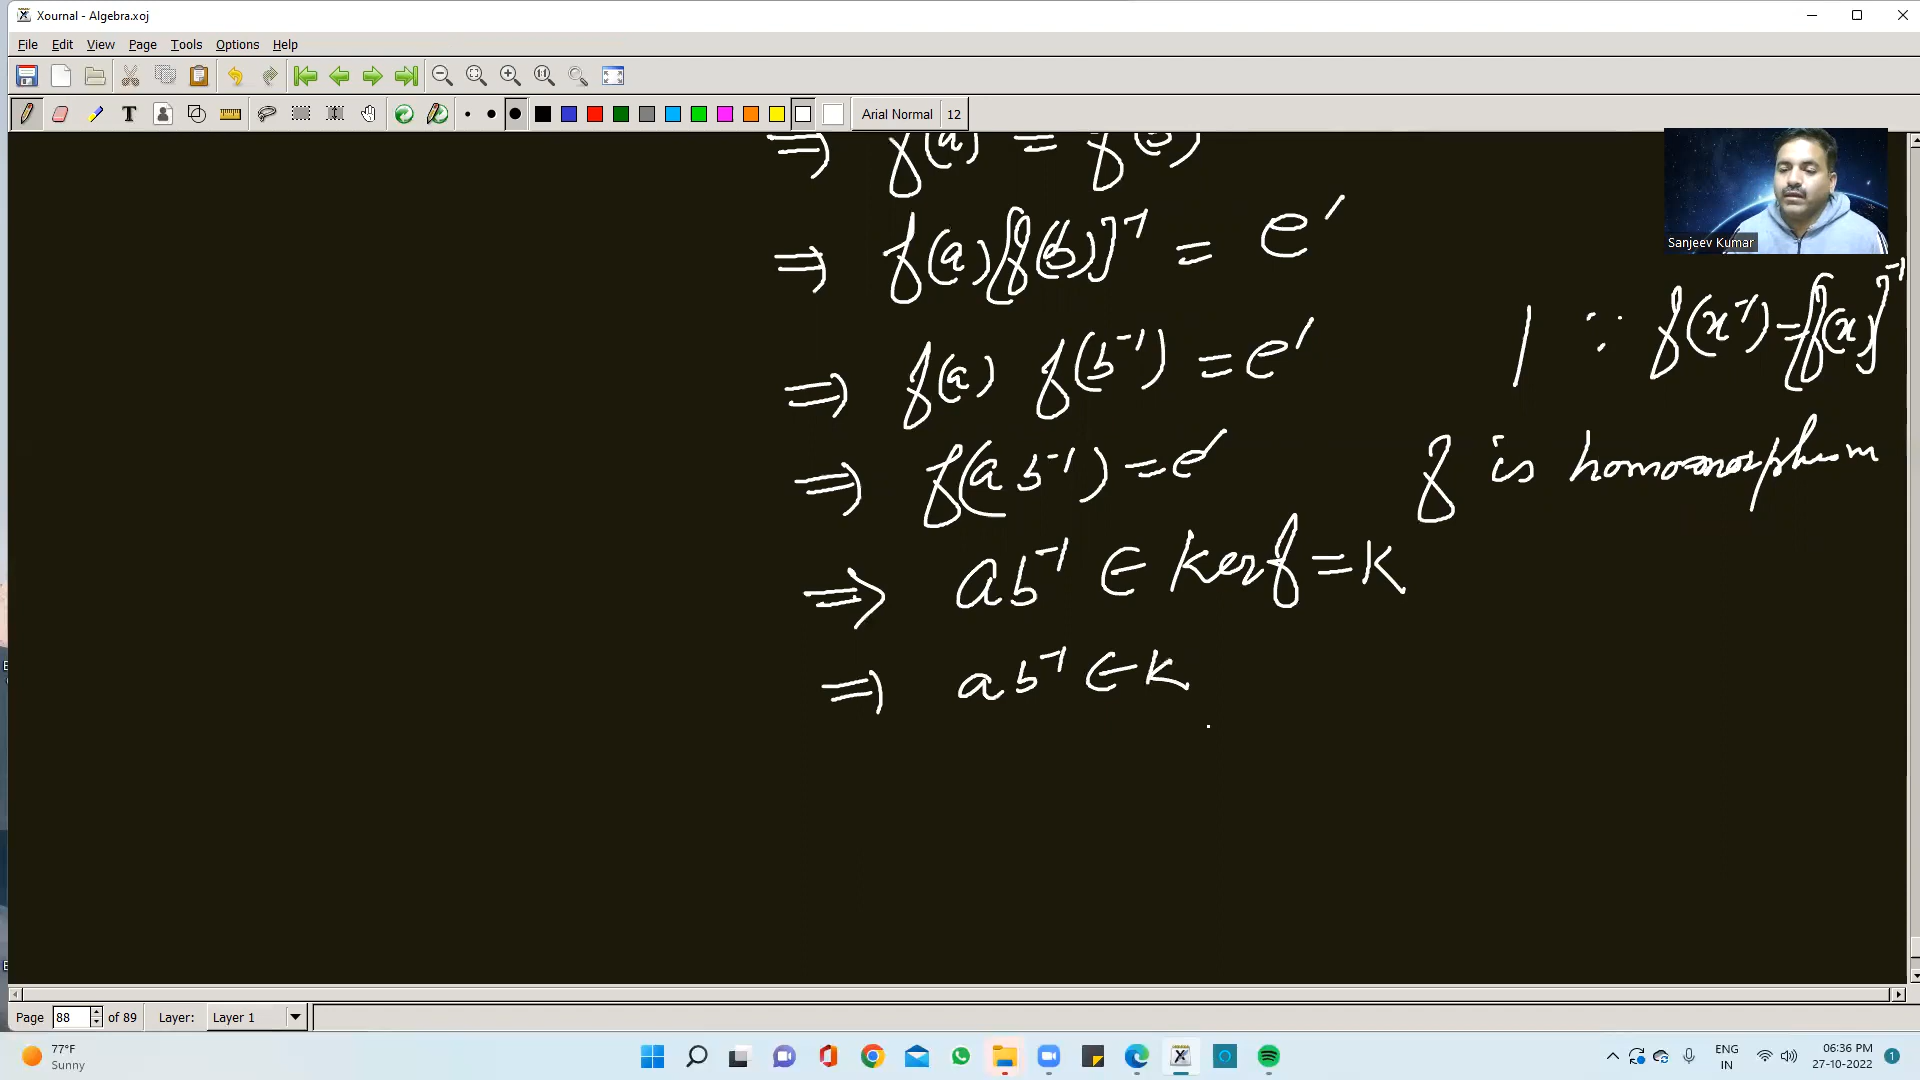 Xournal - Algebra.xoj
File Edit View Page Tools Options Help
Arial Normal 12
⇒ f(a) = f(b)
⇒ f(a)[f(b)]⁻¹ = e′
⇒ f(a) f(b⁻¹) = e′ | ∵ f(x⁻¹) = [f(x)]⁻¹
⇒ f(ab⁻¹) = e′ f is homomorphism
⇒ ab⁻¹ ∈ kerf = K
⇒ ab⁻¹ ∈ K
Sanjeev Kumar
Page 88 of 89 Layer: Layer 1
77°F
Sunny
ENG
IN
06:36 PM
27-10-2022
1